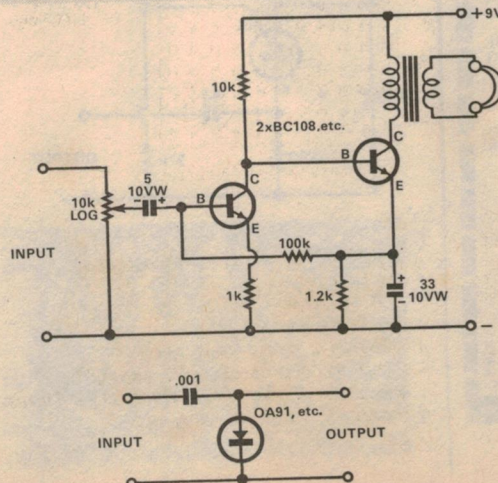 +9V
10k
2xBC108,etc.
C
B
E
C
B
E
5
10VW
- +
10k
LOG
INPUT
100k
1k
1.2k
+
33
- 10VW
-
.001
OA91, etc.
INPUT
OUTPUT